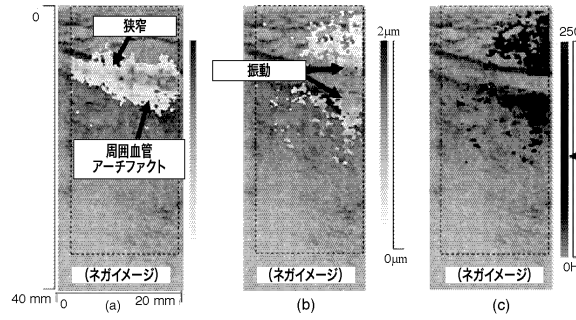 0
狭窄
周囲血管
アーチファクト
(ネガイメージ)
40 mm
0
(a)
20 mm
振動
2μm
0μm
(ネガイメージ)
(b)
250
0H
(ネガイメージ)
(c)